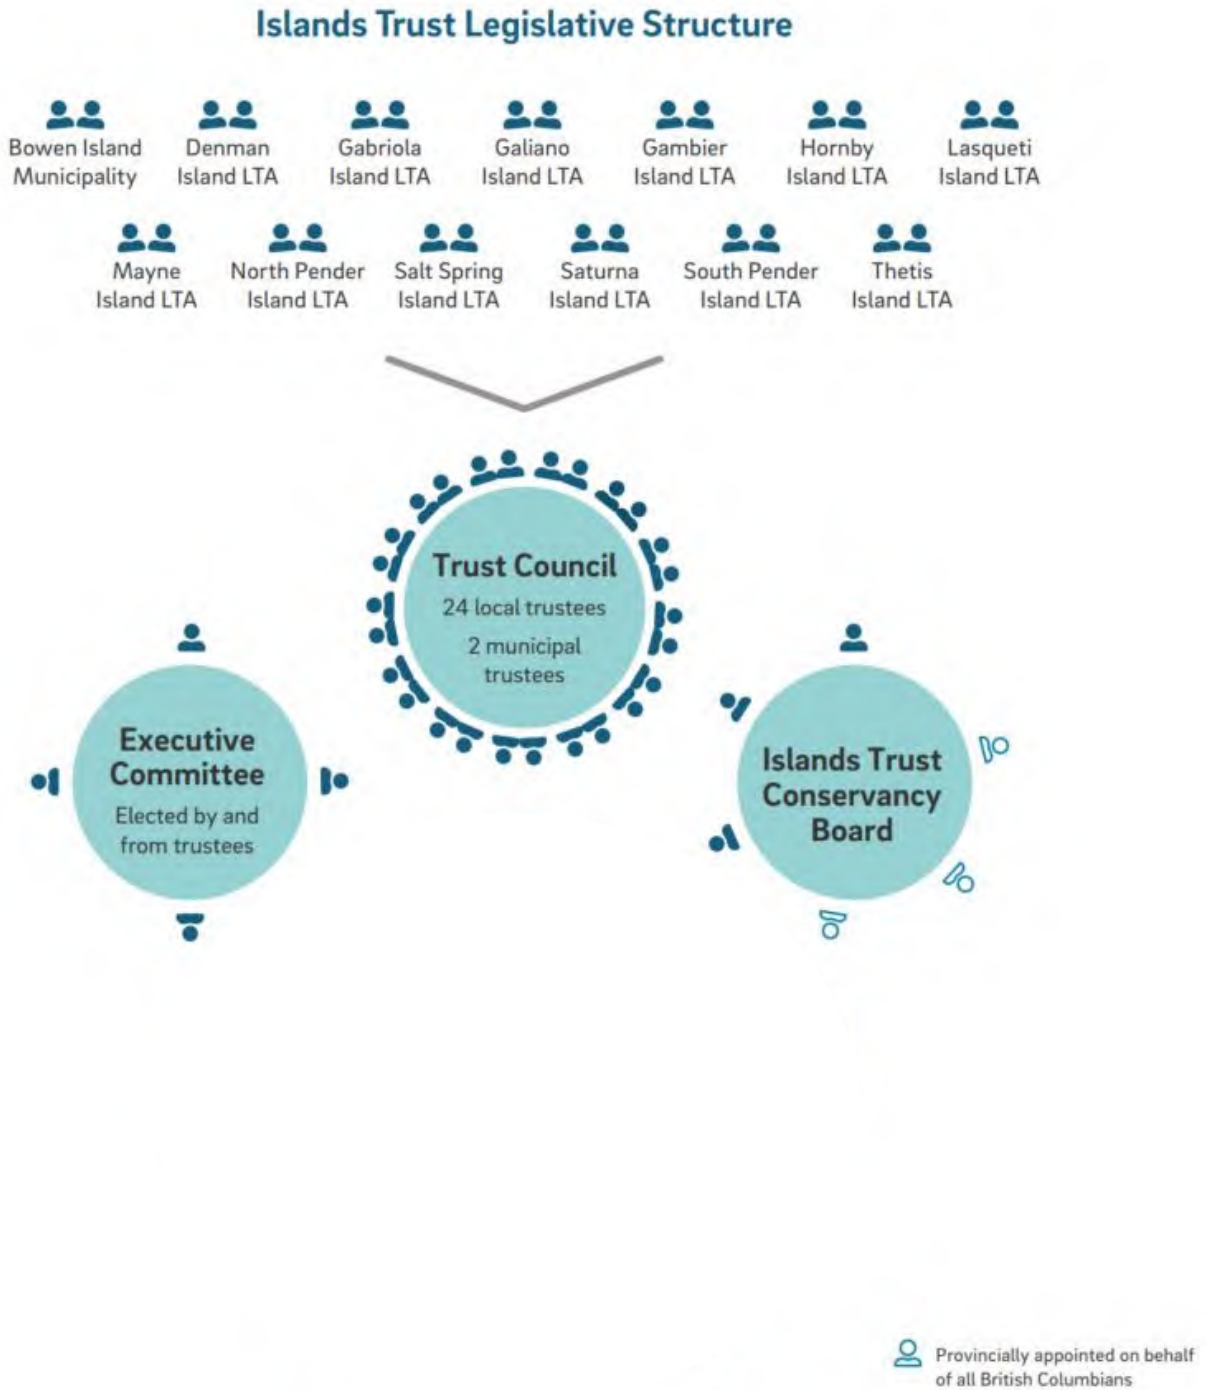 Islands Trust Legislative Structure
Bowen Island
Municipality
Denman
Island LTA
Gabriola
Island LTA
Galiano
Island LTA
Gambier
Island LTA
Hornby
Island LTA
Lasqueti
Island LTA
Mayne
Island LTA
North Pender
Island LTA
Salt Spring
Island LTA
Saturna
Island LTA
South Pender
Island LTA
Thetis
Island LTA
Trust Council
24 local trustees
2 municipal
trustees
Executive
Committee
Elected by and
from trustees
Islands Trust
Conservancy
Board
Provincially appointed on behalf
of all British Columbians